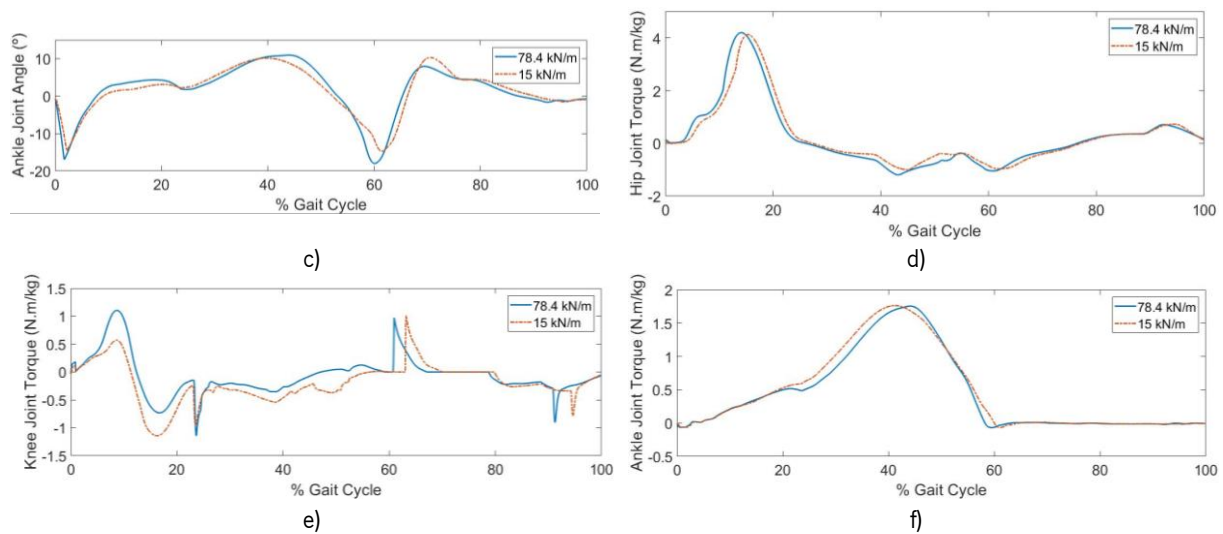 Ankle Joint Angle (º)
10
0
-10
-20
0
20
40
60
80
100
% Gait Cycle
78.4 kN/m
15 kN/m
c)
Hip Joint Torque (N.m/kg)
4
2
0
-2
0
20
40
60
80
100
% Gait Cycle
78.4 kN/m
15 kN/m
d)
Knee Joint Torque (N.m/kg)
1.5
1
0.5
0
-0.5
-1
-1.5
0
20
40
60
80
100
% Gait Cycle
78.4 kN/m
15 kN/m
e)
Ankle Joint Torque (N.m/kg)
2
1.5
1
0.5
0
-0.5
0
20
40
60
80
100
% Gait Cycle
78.4 kN/m
15 kN/m
f)